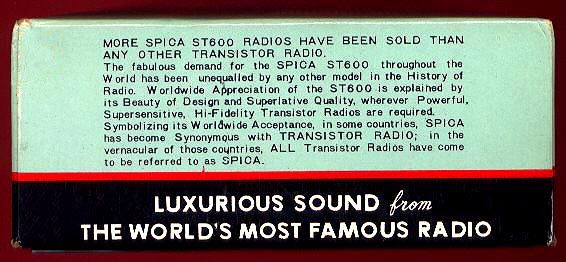 MORE SPICA ST600 RADIOS HAVE BEEN SOLD THAN
ANY OTHER TRANSISTOR RADIO.
The fabulous demand for the SPICA ST600 throughout the
World has been unequalled by any other model in the History of
Radio. Worldwide Appreciation of the ST600 is explained by
its Beauty of Design and Superlative Quality, wherever Powerful,
Supersensitive, Hi-Fidelity Transistor Radios are required.
Symbolizing its Worldwide Acceptance, in some countries, SPICA
has become Synonymous with TRANSISTOR RADIO; in the
vernacular of those countries, ALL Transistor Radios have come
to be referred to as SPICA.
LUXURIOUS SOUND from
THE WORLD'S MOST FAMOUS RADIO